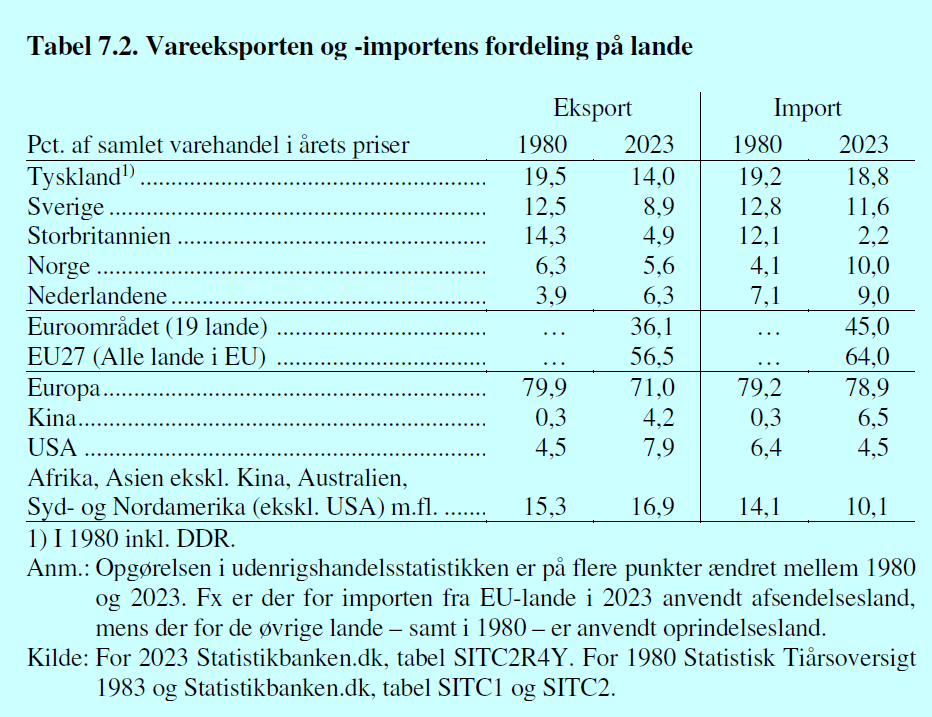 Tabel 7.2. Vareeksporten og -importens fordeling på lande
Eksport Import
Pct. af samlet varehandel i årets priser 1980 2023 1980 2023
Tyskland1) 19,5 14,0 19,2 18,8
Sverige 12,5 8,9 12,8 11,6
Storbritannien 14,3 4,9 12,1 2,2
Norge 6,3 5,6 4,1 10,0
Nederlandene 3,9 6,3 7,1 9,0
Euroområdet (19 lande) … 36,1 … 45,0
EU27 (Alle lande i EU) … 56,5 … 64,0
Europa 79,9 71,0 79,2 78,9
Kina 0,3 4,2 0,3 6,5
USA 4,5 7,9 6,4 4,5
Afrika, Asien ekskl. Kina, Australien,
Syd- og Nordamerika (ekskl. USA) m.fl. 15,3 16,9 14,1 10,1
1) I 1980 inkl. DDR.
Anm.: Opgørelsen i udenrigshandelsstatistikken er på flere punkter ændret mellem 1980
og 2023. Fx er der for importen fra EU-lande i 2023 anvendt afsendelsesland,
mens der for de øvrige lande – samt i 1980 – er anvendt oprindelsesland.
Kilde: For 2023 Statistikbanken.dk, tabel SITC2R4Y. For 1980 Statistisk Tiårsoversigt
1983 og Statistikbanken.dk, tabel SITC1 og SITC2.